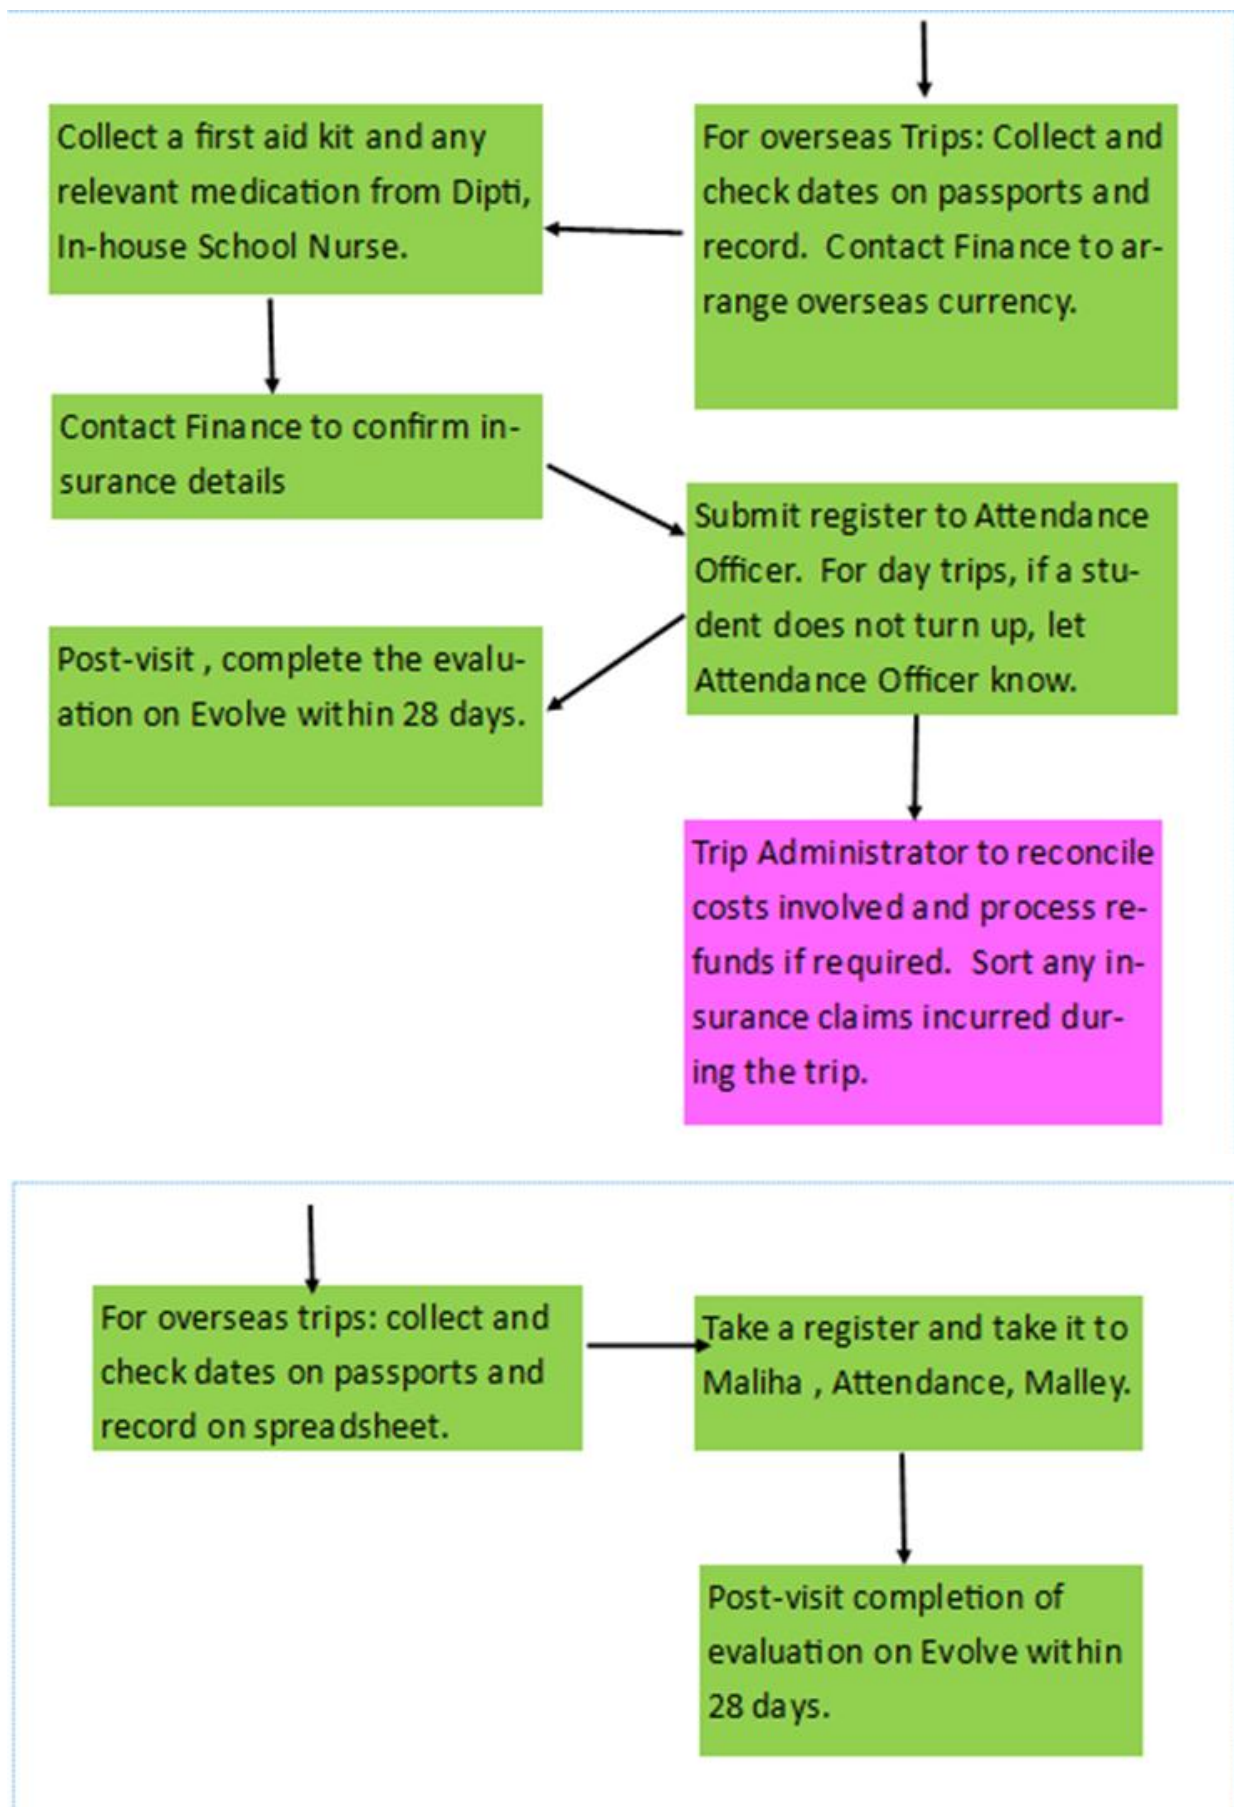 For overseas Trips: Collect and
check dates on passports and
record.  Contact Finance to ar-
range overseas currency.
Collect a first aid kit and any
relevant medication from Dipti,
In-house School Nurse.
Contact Finance to confirm in-
surance details
Submit register to Attendance
Officer.  For day trips, if a stu-
dent does not turn up, let
Attendance Officer know.
Post-visit , complete the evalu-
ation on Evolve within 28 days.
Trip Administrator to reconcile
costs involved and process re-
funds if required.  Sort any in-
surance claims incurred dur-
ing the trip.
For overseas trips: collect and
check dates on passports and
record on spreadsheet.
Take a register and take it to
Maliha , Attendance, Malley.
Post-visit completion of
evaluation on Evolve within
28 days.